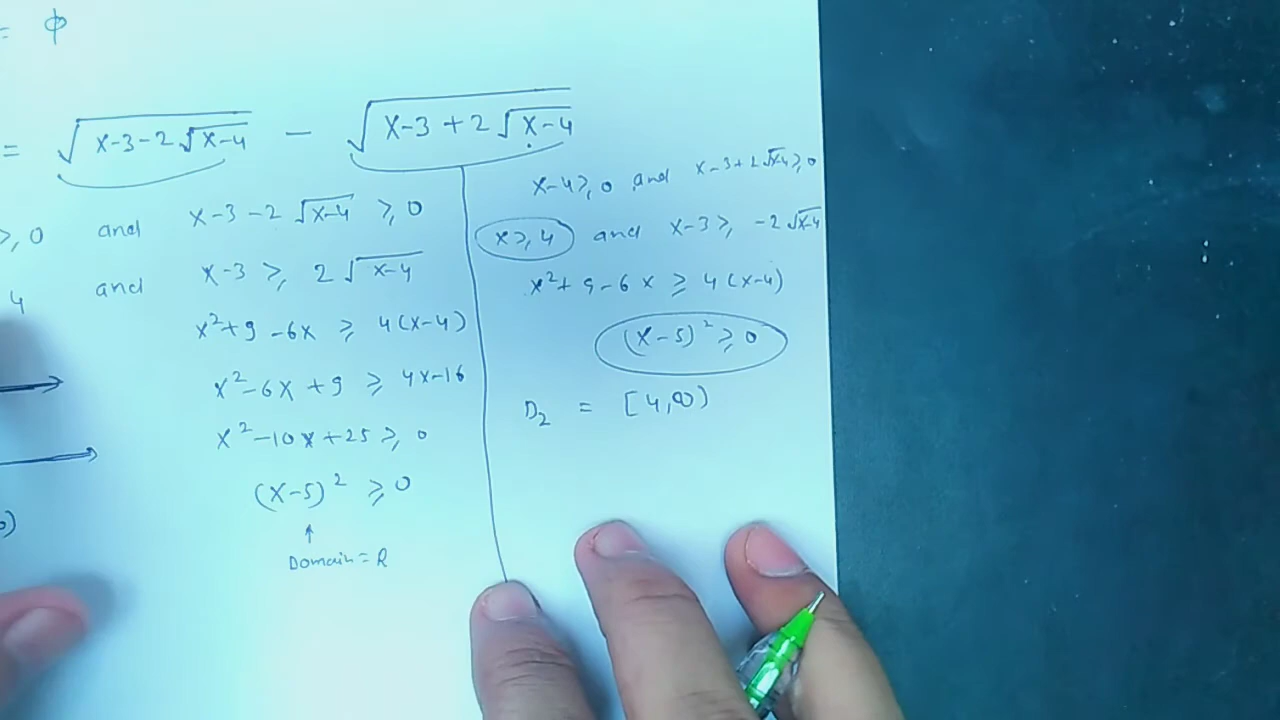 = ϕ
= √(x-3-2√(x-4)) - √(x-3+2√(x-4))
≥, 0 and x-3-2√(x-4) ≥, 0
4 and x-3 ≥, 2√(x-4)
x²+9-6x ≥ 4(x-4)
x²-6x+9 ≥ 4x-16
x²-10x+25 ≥, 0
(x-5)² ≥ 0
↑
Domain = R
)
x-4 ≥, 0 and x-3+2√(x-4) ≥, 0
x ≥, 4 and x-3 ≥, -2√(x-4)
x²+9-6x ≥ 4(x-4)
(x-5)² ≥, 0
D₂ = [4,∞)